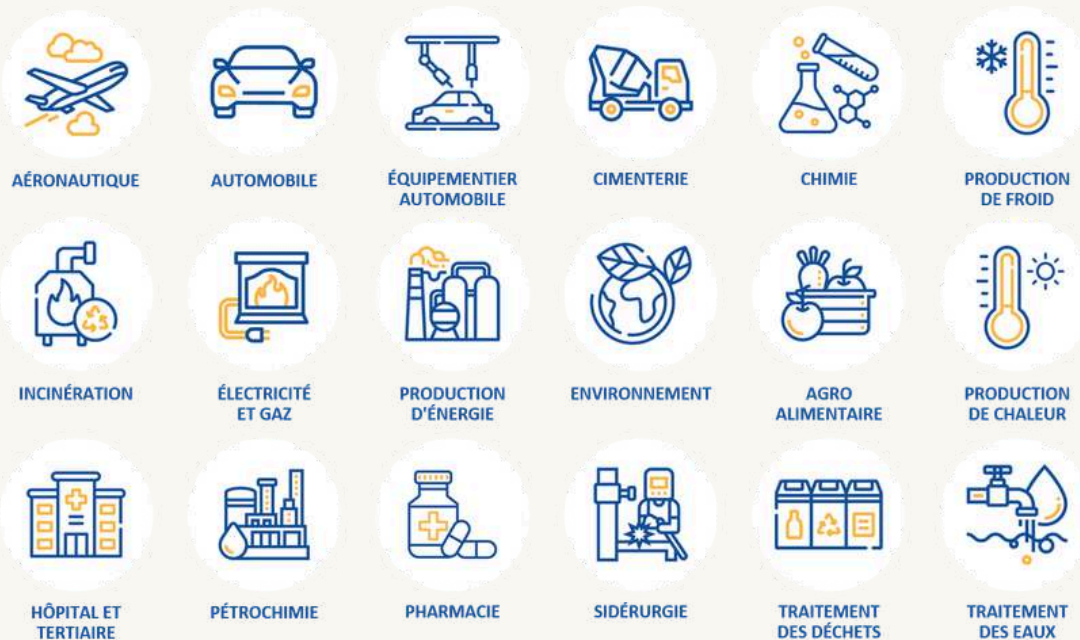 AÉRONAUTIQUE
AUTOMOBILE
ÉQUIPEMENTIER
AUTOMOBILE
CIMENTERIE
CHIMIE
PRODUCTION
DE FROID
INCINÉRATION
ÉLECTRICITÉ
ET GAZ
PRODUCTION
D'ÉNERGIE
ENVIRONNEMENT
AGRO
ALIMENTAIRE
PRODUCTION
DE CHALEUR
HÔPITAL ET
TERTIAIRE
PÉTROCHIMIE
PHARMACIE
SIDÉRURGIE
TRAITEMENT
DES DÉCHETS
TRAITEMENT
DES EAUX